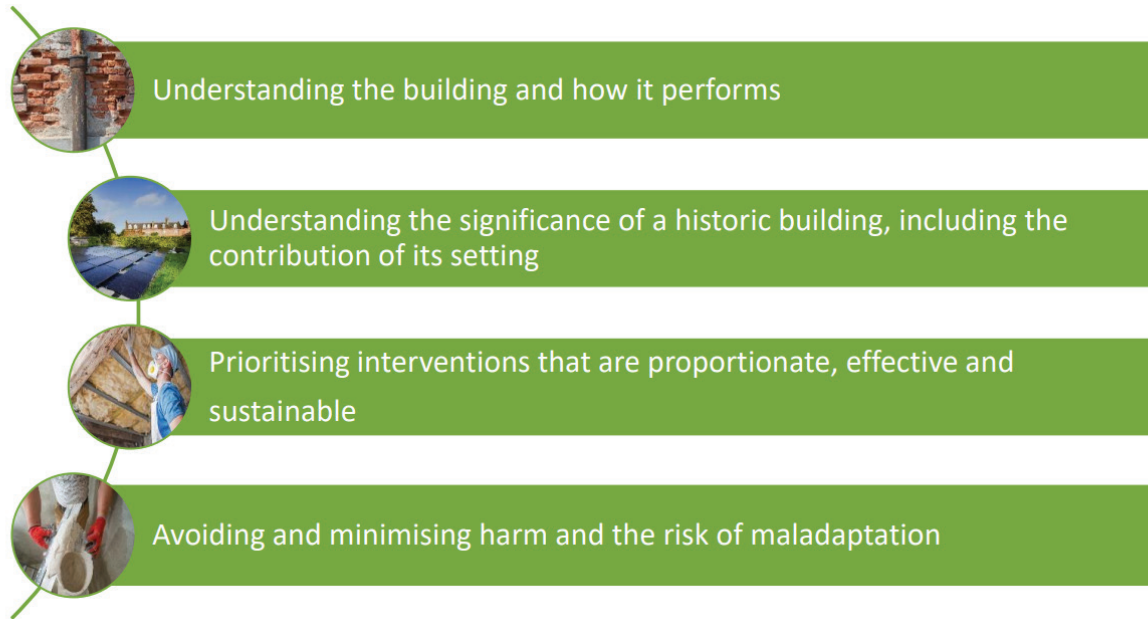 Understanding the building and how it performs
Understanding the significance of a historic building, including the
contribution of its setting
Prioritising interventions that are proportionate, effective and
sustainable
Avoiding and minimising harm and the risk of maladaptation